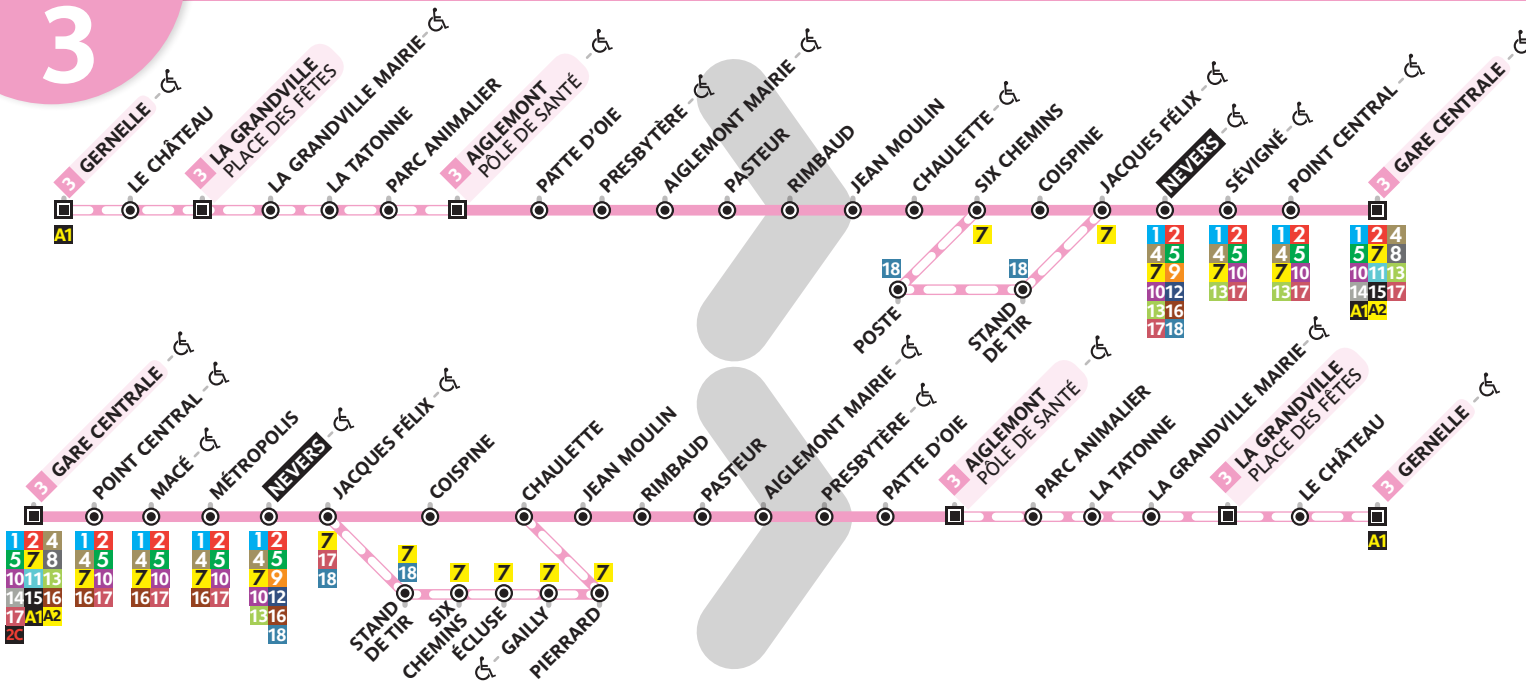 3
3 GERNELLE
LE CHÂTEAU
3 LA GRANDVILLE
PLACE DES FÊTES
LA GRANDVILLE MAIRIE
LA TATONNE
PARC ANIMALIER
3 AIGLEMONT
PÔLE DE SANTÉ
PATTE D'OIE
PRESBYTÈRE
AIGLEMONT MAIRIE
PASTEUR
RIMBAUD
JEAN MOULIN
CHAULETTE
SIX CHEMINS
COISPINE
JACQUES FÉLIX
NEVERS
SÉVIGNÉ
POINT CENTRAL
3 GARE CENTRALE
A1
7
7
1 2
4 5
7 9
10 12
13 16
17 18
1 2
4 5
7 10
13 17
1 2
4 5
7 10
13 17
1 2 4
5 7 8
10 11 13
14 15 17
A1 A2
18
18
POSTE
STAND
DE TIR
3 GARE CENTRALE
POINT CENTRAL
MACÉ
MÉTROPOLIS
NEVERS
JACQUES FÉLIX
COISPINE
CHAULETTE
JEAN MOULIN
RIMBAUD
PASTEUR
AIGLEMONT MAIRIE
PRESBYTÈRE
PATTE D'OIE
3 AIGLEMONT
PÔLE DE SANTÉ
PARC ANIMALIER
LA TATONNE
LA GRANDVILLE MAIRIE
3 LA GRANDVILLE
PLACE DES FÊTES
LE CHÂTEAU
3 GERNELLE
1 2 4
5 7 8
10 11 13
14 15 16
17 A1 A2
2C
1 2
4 5
7 10
16 17
1 2
4 5
7 10
16 17
1 2
4 5
7 10
16 17
1 2
4 5
7 9
10 12
13 16
18
7
17
18
7
18
7
7
7
7
A1
STAND
DE TIR
SIX
CHEMINS
ÉCLUSE
GAILLY
PIERRARD